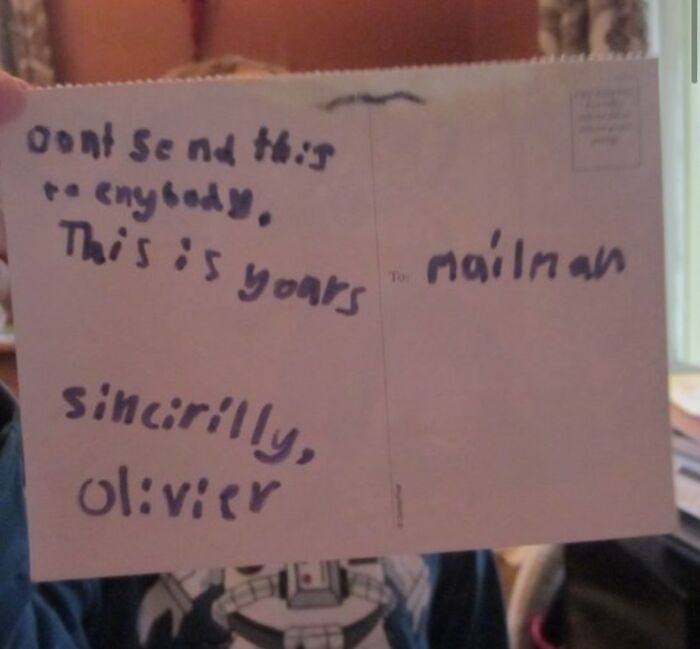 Dont send this
to enybody.
This is yours
sincirilly,
Olivier
To: mailman